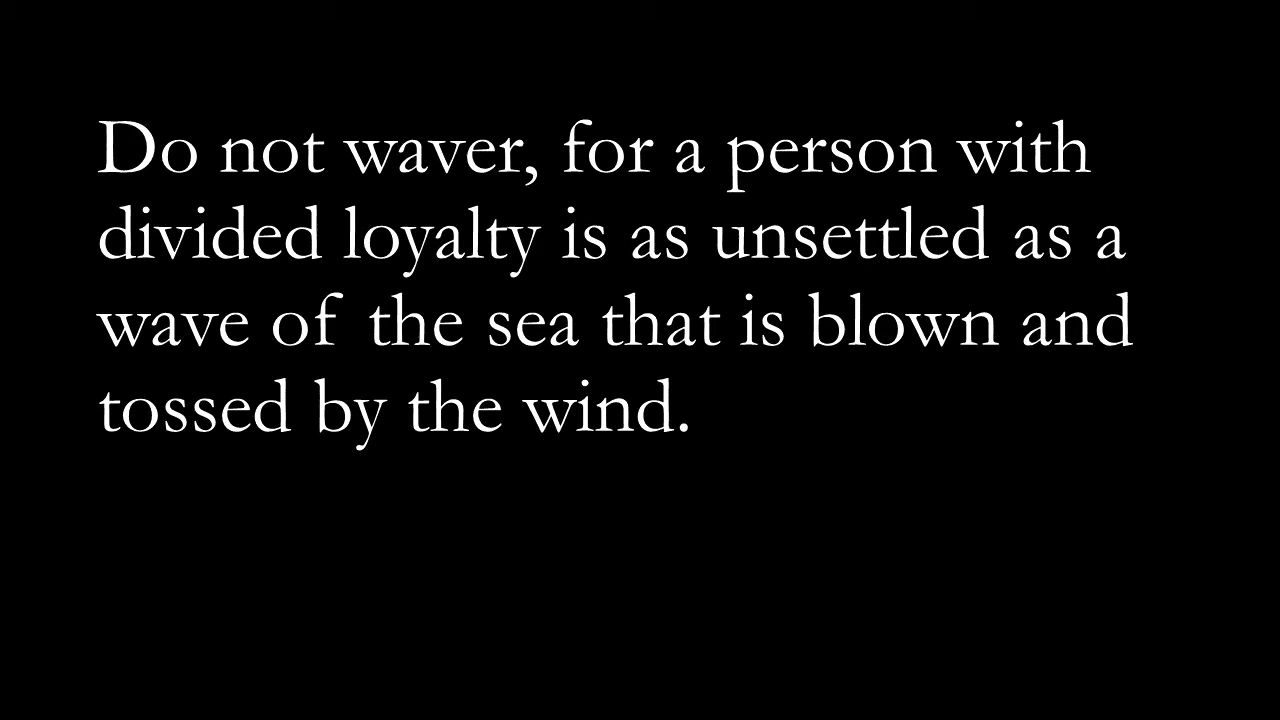 Do not waver, for a person with
divided loyalty is as unsettled as a
wave of the sea that is blown and
tossed by the wind.